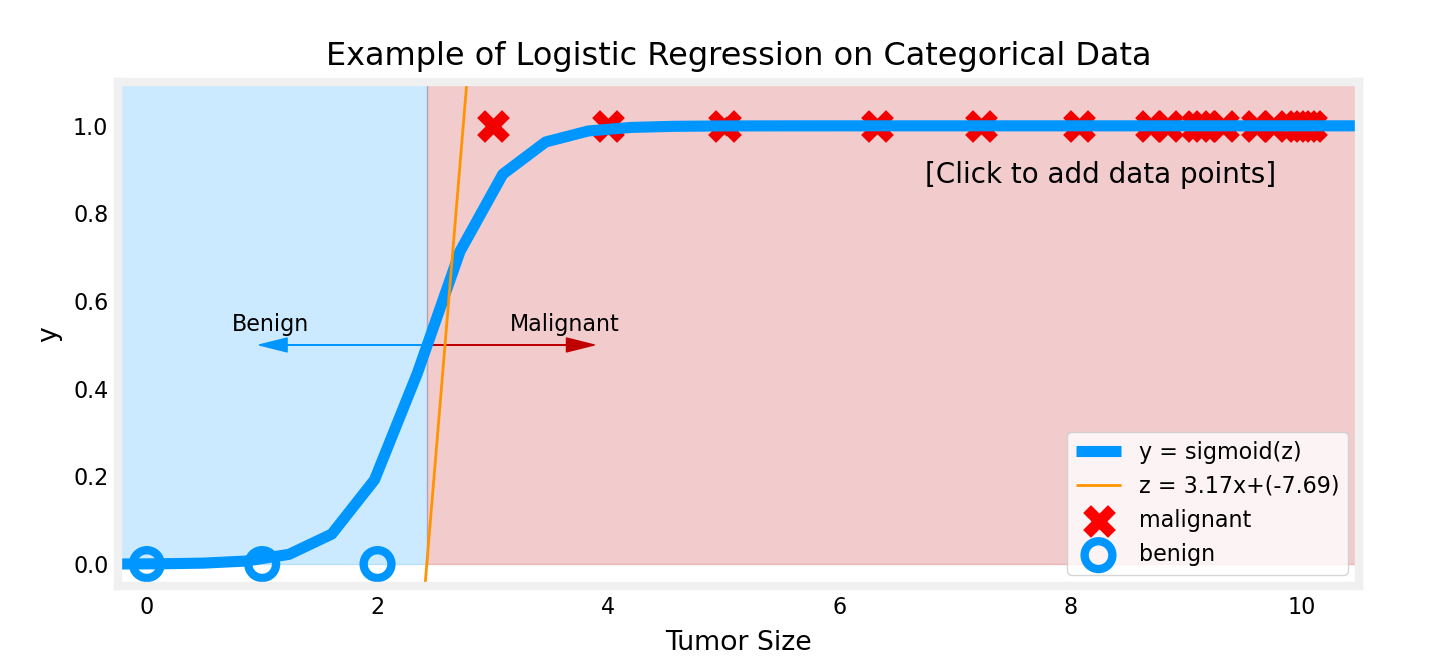 Example of Logistic Regression on Categorical Data
1.0
[Click to add data points]
0.8
0.6
Benign
Malignant
y
0.4
y = sigmoid(z)
0.2
z = 3.17x+(-7.69)
malignant
benign
0.0
0 2 4 6 8 10
Tumor Size